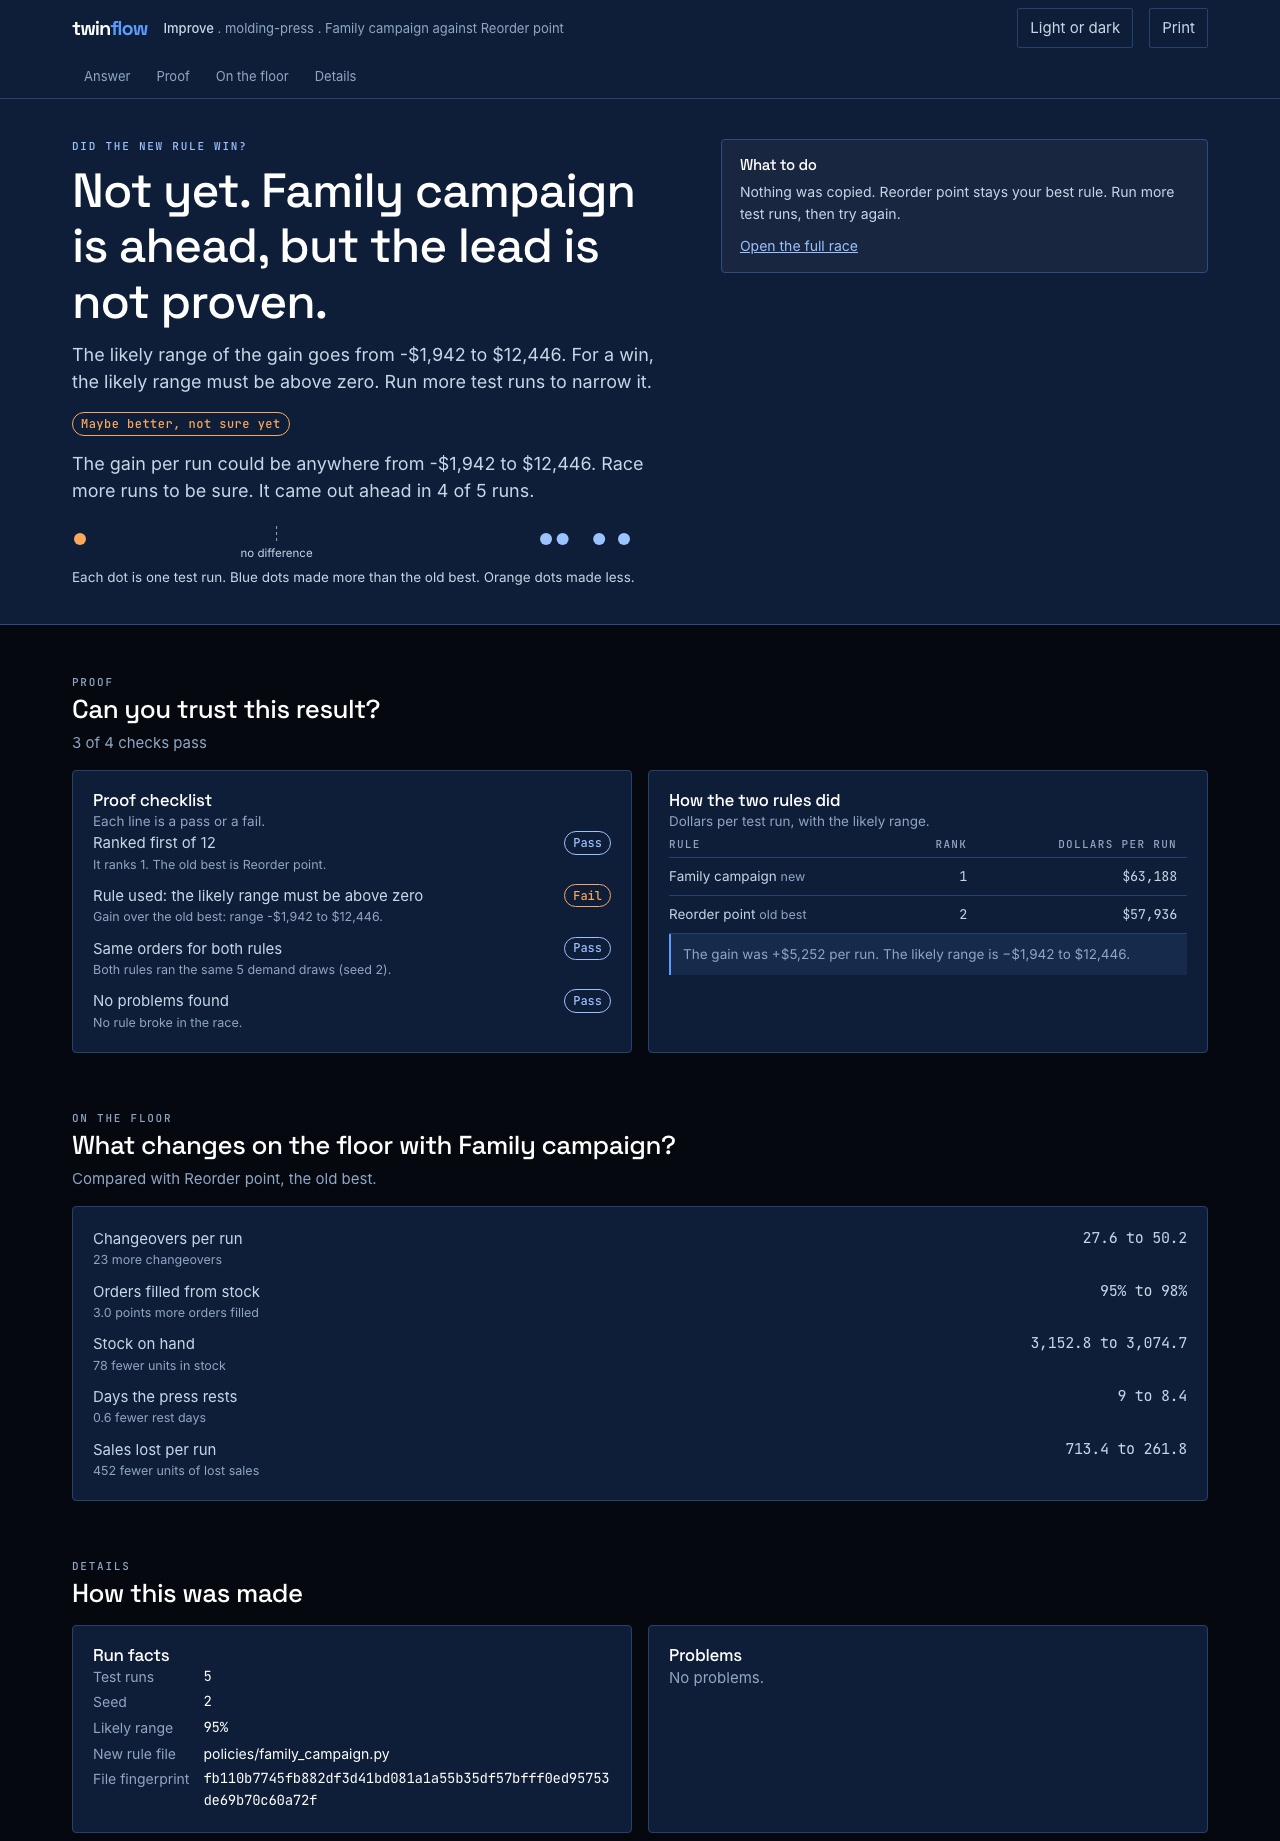 twinflow Improve . molding-press . Family campaign against Reorder point
Light or dark
Print
Answer Proof On the floor Details
DID THE NEW RULE WIN?
Not yet. Family campaign
is ahead, but the lead is
not proven.
The likely range of the gain goes from -$1,942 to $12,446. For a win,
the likely range must be above zero. Run more test runs to narrow it.
Maybe better, not sure yet
The gain per run could be anywhere from -$1,942 to $12,446. Race
more runs to be sure. It came out ahead in 4 of 5 runs.
no difference
Each dot is one test run. Blue dots made more than the old best. Orange dots made less.
What to do
Nothing was copied. Reorder point stays your best rule. Run more
test runs, then try again.
Open the full race
PROOF
Can you trust this result?
3 of 4 checks pass
Proof checklist
Each line is a pass or a fail.
Ranked first of 12 Pass
It ranks 1. The old best is Reorder point.
Rule used: the likely range must be above zero Fail
Gain over the old best: range -$1,942 to $12,446.
Same orders for both rules Pass
Both rules ran the same 5 demand draws (seed 2).
No problems found Pass
No rule broke in the race.
How the two rules did
Dollars per test run, with the likely range.
RULE RANK DOLLARS PER RUN
Family campaign new 1 $63,188
Reorder point old best 2 $57,936
The gain was +$5,252 per run. The likely range is −$1,942 to $12,446.
ON THE FLOOR
What changes on the floor with Family campaign?
Compared with Reorder point, the old best.
Changeovers per run 27.6 to 50.2
23 more changeovers
Orders filled from stock 95% to 98%
3.0 points more orders filled
Stock on hand 3,152.8 to 3,074.7
78 fewer units in stock
Days the press rests 9 to 8.4
0.6 fewer rest days
Sales lost per run 713.4 to 261.8
452 fewer units of lost sales
DETAILS
How this was made
Run facts
Test runs 5
Seed 2
Likely range 95%
New rule file policies/family_campaign.py
File fingerprint fb110b7745fb882df3d41bd081a1a55b35df57bfff0ed95753
de69b70c60a72f
Problems
No problems.